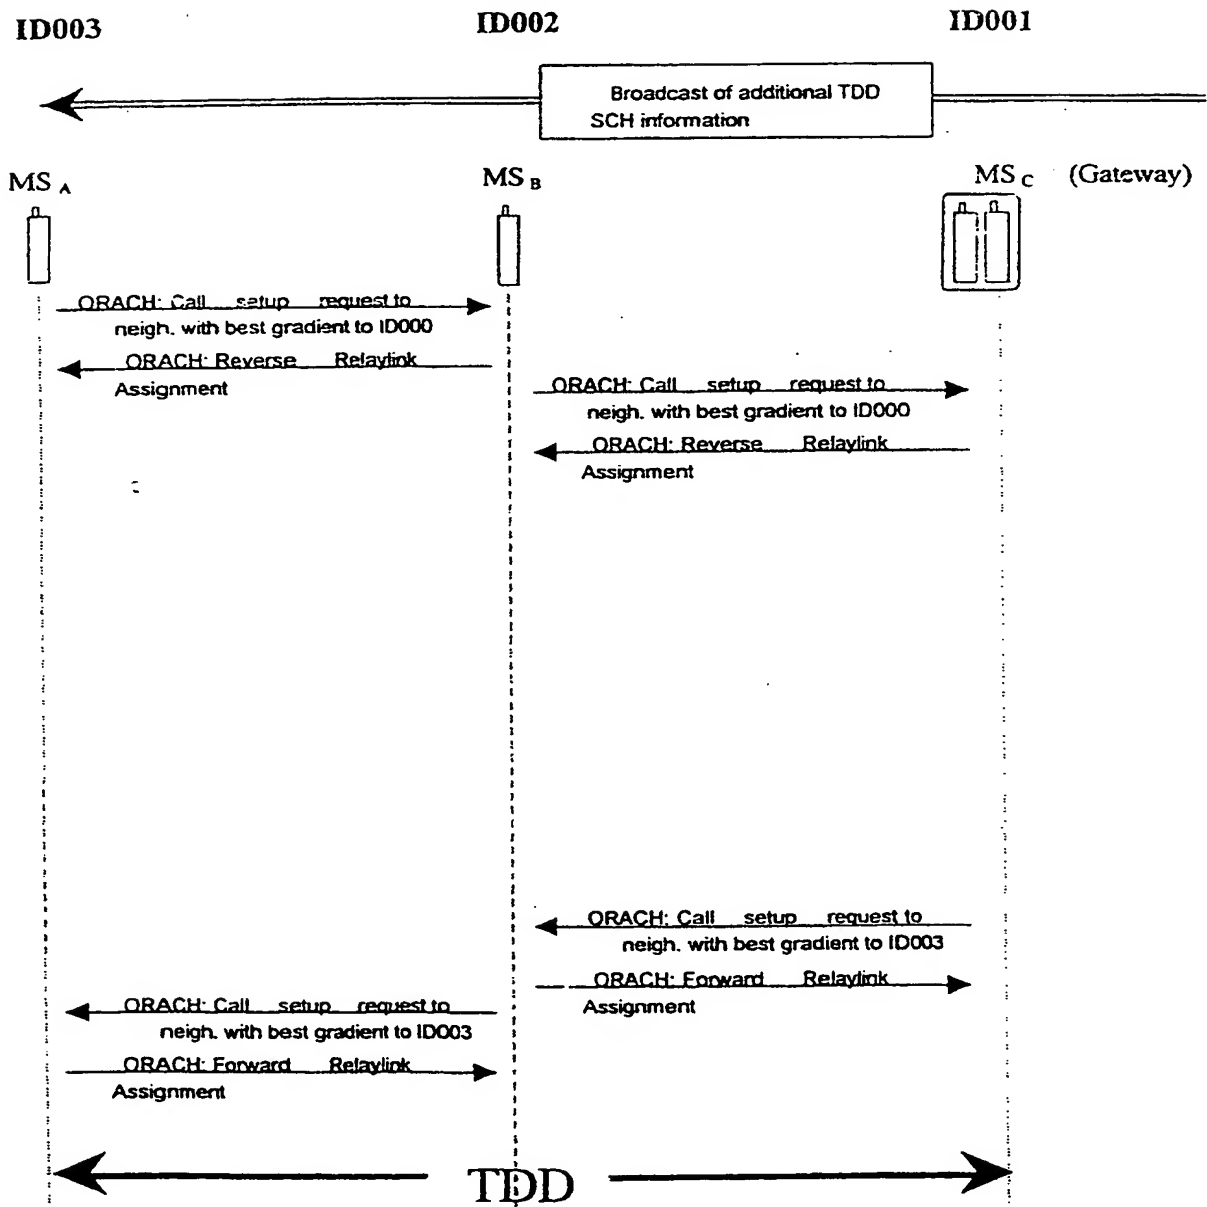 ID003 ID002 ID001
Broadcast of additional TDD
SCH information
MS A MS B MS C (Gateway)
ORACH: Call setup request to
neigh. with best gradient to ID000
ORACH: Reverse Relaylink
Assignment
ORACH: Call setup request to
neigh. with best gradient to ID000
ORACH: Reverse Relaylink
Assignment
ORACH: Call setup request to
neigh. with best gradient to ID003
ORACH: Forward Relaylink
Assignment
ORACH: Call setup request to
neigh. with best gradient to ID003
ORACH: Forward Relaylink
Assignment
TDD